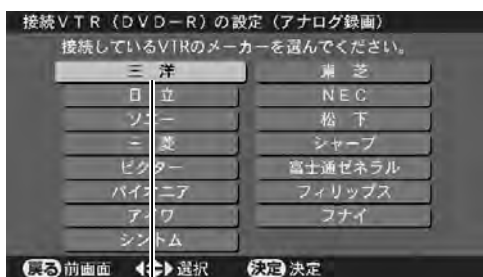 接続VTR（DVD－R）の設定（アナログ録画）
接続しているVTRのメーカーを選んでください。
三 洋
東 芝
日 立
NEC
ソニー
松 下
三 菱
シャープ
ビクター
富士通ゼネラル
パイオニア
フィリップス
アイワ
フナイ
シントム
戻る 前画面 選択 決定 決定